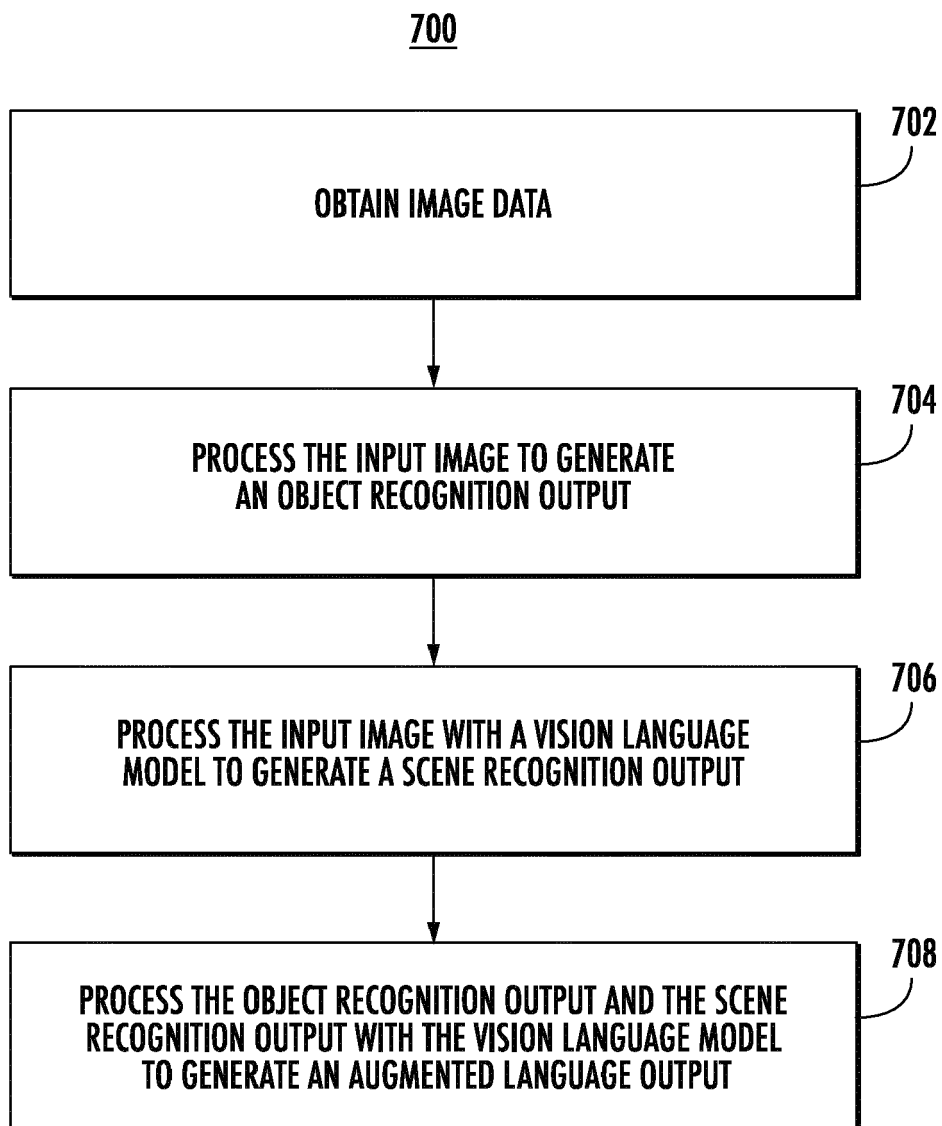 700
702
OBTAIN IMAGE DATA
704
PROCESS THE INPUT IMAGE TO GENERATE
AN OBJECT RECOGNITION OUTPUT
706
PROCESS THE INPUT IMAGE WITH A VISION LANGUAGE
MODEL TO GENERATE A SCENE RECOGNITION OUTPUT
708
PROCESS THE OBJECT RECOGNITION OUTPUT AND THE SCENE
RECOGNITION OUTPUT WITH THE VISION LANGUAGE MODEL
TO GENERATE AN AUGMENTED LANGUAGE OUTPUT